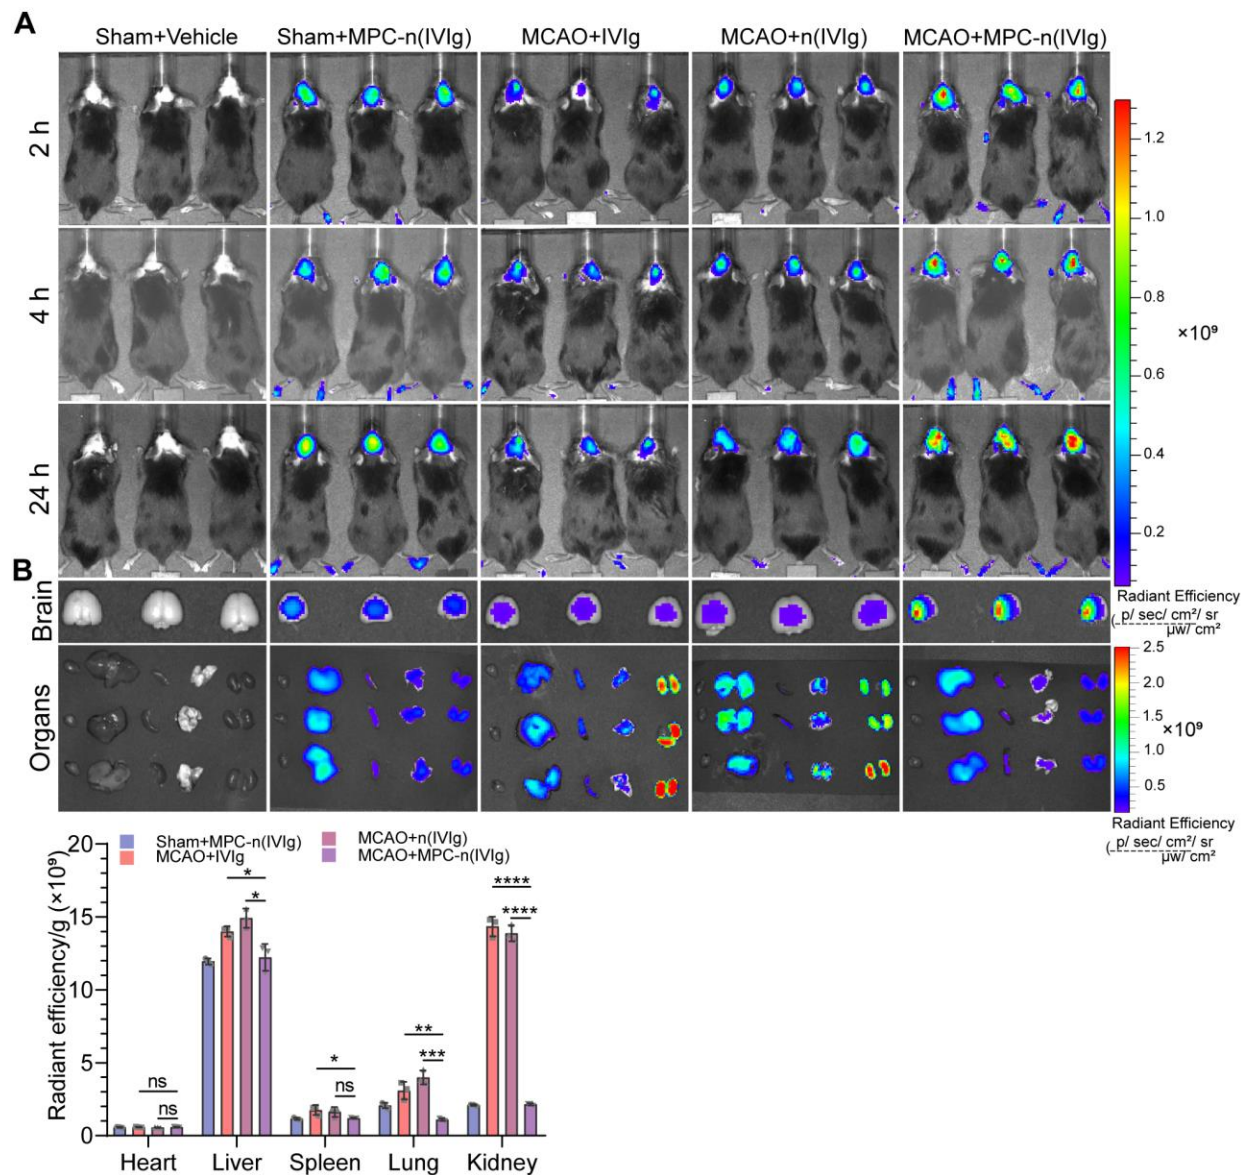 A
Sham+Vehicle Sham+MPC-n(IVIg) MCAO+IVIg MCAO+n(IVIg) MCAO+MPC-n(IVIg)
2 h
4 h
24 h
1.2
1.0
0.8
×10⁹
0.6
0.4
0.2
Radiant Efficiency
( p/ sec/ cm²/ sr
µw/ cm²
B
Brain
Organs
2.5
2.0
1.5
×10⁹
1.0
0.5
Radiant Efficiency
( p/ sec/ cm²/ sr
µw/ cm²
Sham+MPC-n(IVIg) MCAO+n(IVIg)
MCAO+IVIg MCAO+MPC-n(IVIg)
Radiant efficiency/g (×10⁹)
20
15
10
5
0
ns
ns
*
*
*
ns
**
***
****
****
Heart Liver Spleen Lung Kidney